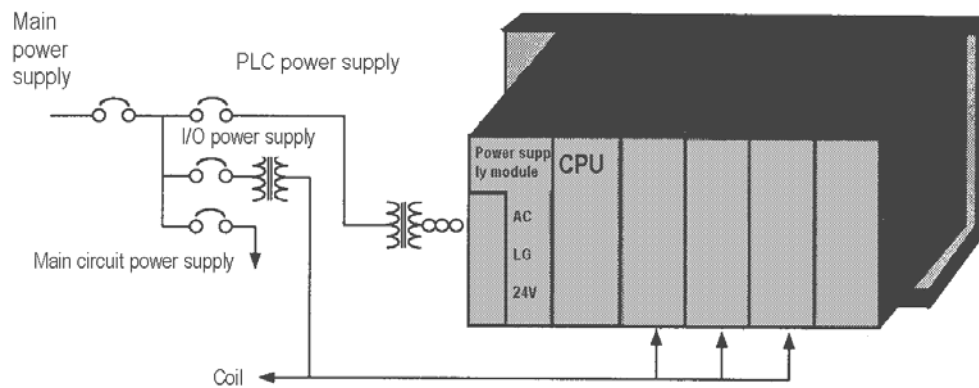 Main
power
supply
PLC power supply
I/O power supply
Main circuit power supply
Coil
Power supp
ly module
CPU
AC
LG
24V